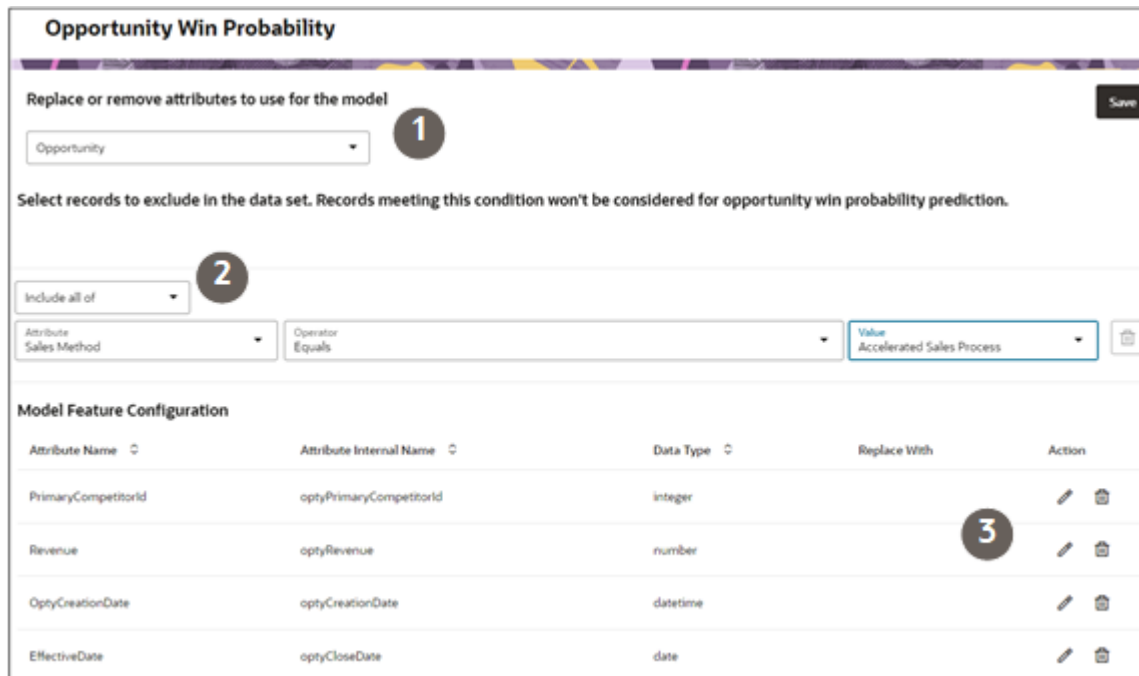 Opportunity Win Probability
Replace or remove attributes to use for the model
Save
1
Opportunity
Select records to exclude in the data set. Records meeting this condition won't be considered for opportunity win probability prediction.
2
Include all of
Attribute
Sales Method
Operator
Equals
Value
Accelerated Sales Process
Model Feature Configuration
Attribute Name Attribute Internal Name Data Type Replace With Action
PrimaryCompetitorId optyPrimaryCompetitorId integer
3
Revenue optyRevenue number
OptyCreationDate optyCreationDate datetime
EffectiveDate optyCloseDate date